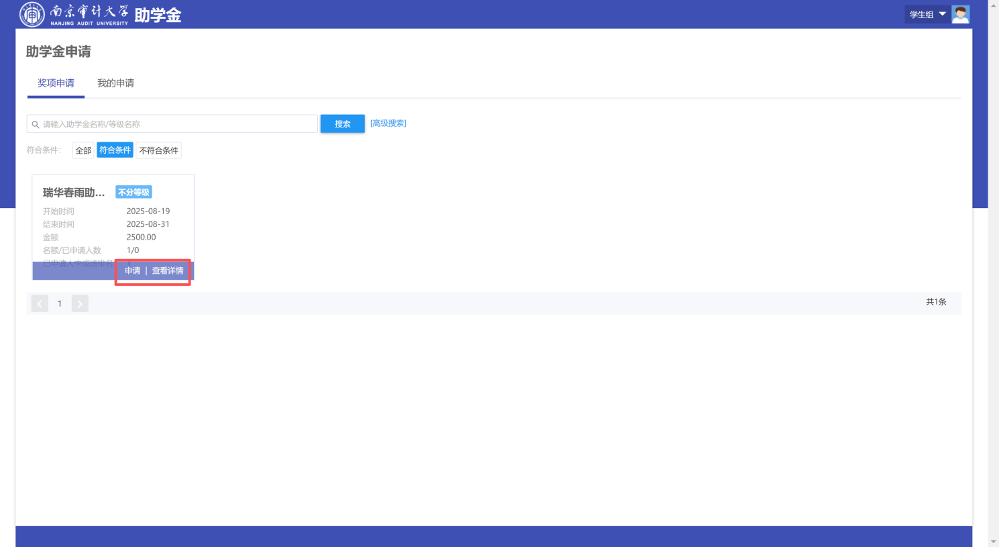 南京审计大学
NANJING AUDIT UNIVERSITY
助学金
学生组
助学金申请
奖项申请 我的申请
请输入助学金名称/等级名称 搜索 [高级搜索]
符合条件： 全部 符合条件 不符合条件
瑞华春雨助... 不分等级
开始时间 2025-08-19
结束时间 2025-08-31
金额 2500.00
名额/已申请人数 1/0
已申请人中成绩排名 1
申请 | 查看详情
1
共1条